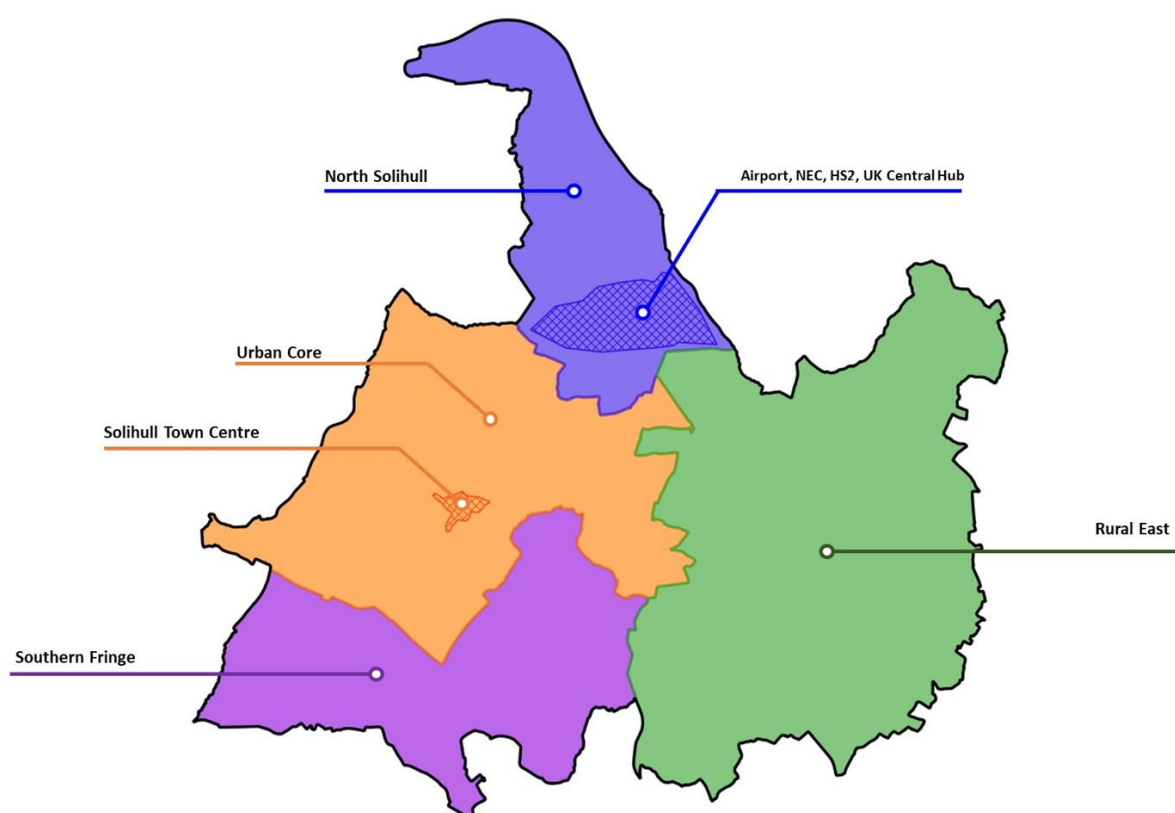 North Solihull
Airport, NEC, HS2, UK Central Hub
Urban Core
Solihull Town Centre
Rural East
Southern Fringe